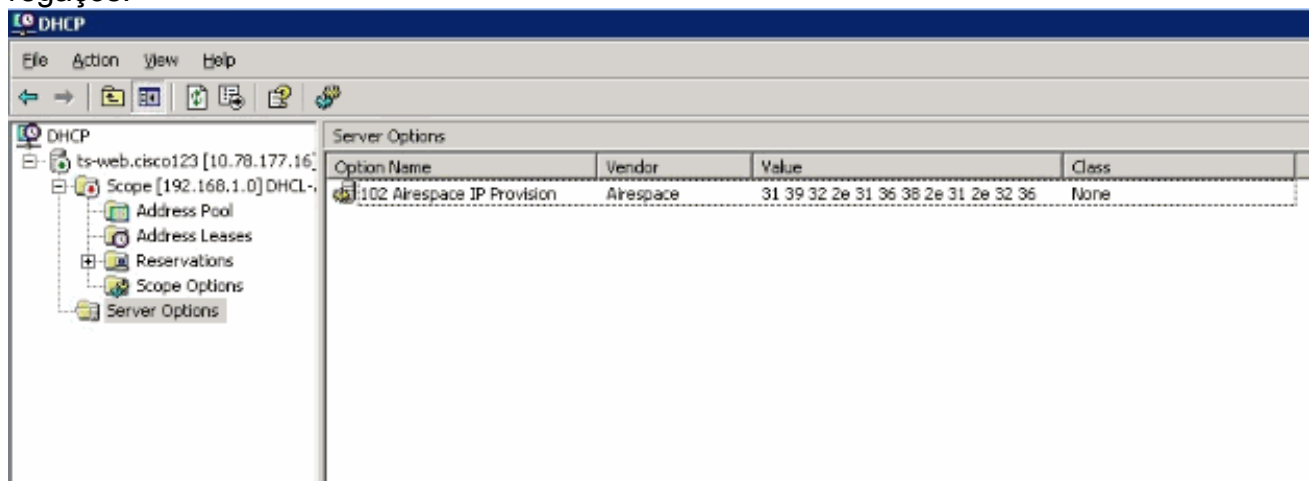 regações.
DHCP
File Action View Help
DHCP
ts-web.cisco123 [10.78.177.16]
Scope [192.168.1.0] DHCL-.
Address Pool
Address Leases
Reservations
Scope Options
Server Options
Server Options
Option Name Vendor Value Class
102 Airespace IP Provision Airespace 31 39 32 2e 31 36 38 2e 31 2e 32 36 None